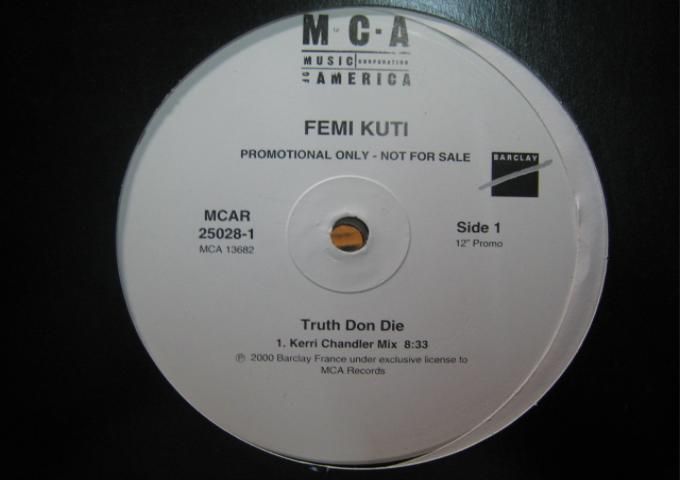 M C·A
MUSIC CORPORATION
OF AMERICA
FEMI KUTI
PROMOTIONAL ONLY - NOT FOR SALE
BARCLAY
MCAR
25028-1
MCA 13682
Side 1
12" Promo
Truth Don Die
1. Kerri Chandler Mix 8:33
℗ 2000 Barclay France under exclusive license to
MCA Records